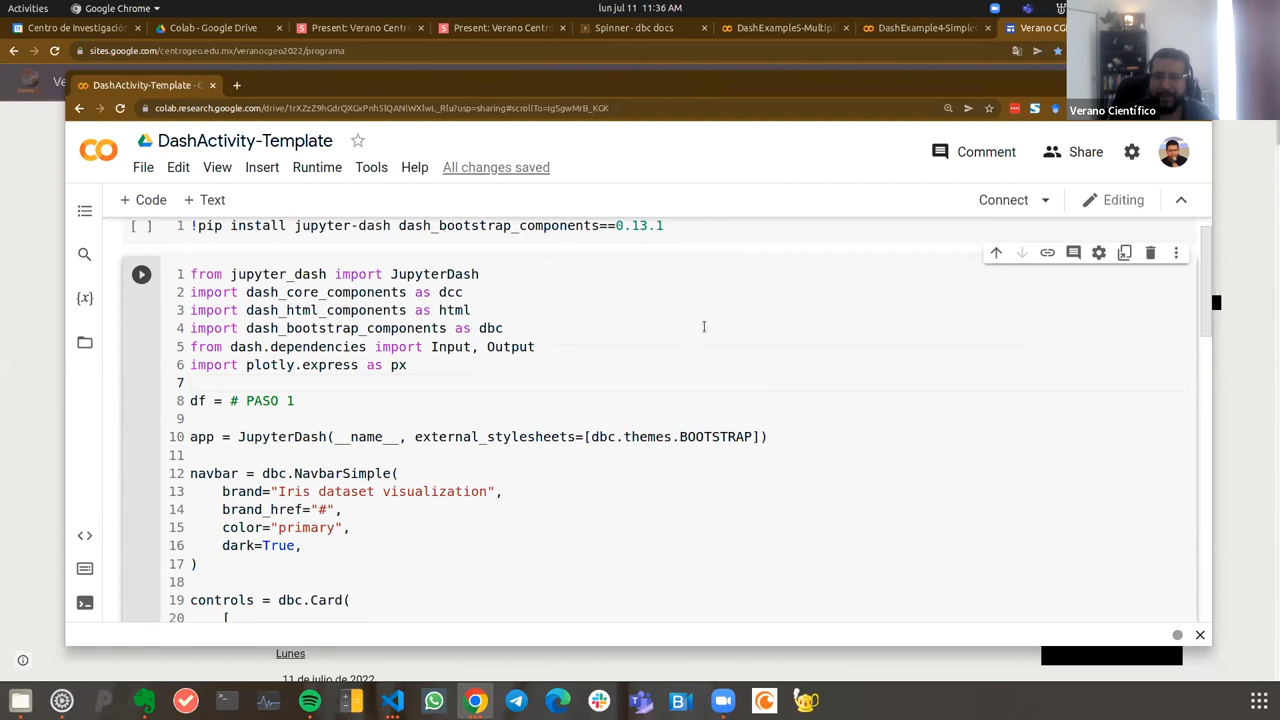 Activities
Google Chrome
lun jul 11 11:36 AM
Centro de Investigació
Colab - Google Drive
Present: Verano Centr
Present: Verano Centr
Spinner - dbc docs
DashExample5-Multipl
DashExample4-Simple
Verano CG
sites.google.com/centrogeo.edu.mx/veranocgeo2022/programa
Ve
DashActivity-Template - C
Verano Científico
DashActivity-Template
File Edit View Insert Runtime Tools Help All changes saved
Comment
Share
+ Code + Text
Connect
Editing
[ ] 1 !pip install jupyter-dash dash_bootstrap_components==0.13.1
1 from jupyter_dash import JupyterDash
2 import dash_core_components as dcc
3 import dash_html_components as html
4 import dash_bootstrap_components as dbc
5 from dash.dependencies import Input, Output
6 import plotly.express as px
7
8 df = # PASO 1
9
10 app = JupyterDash(__name__, external_stylesheets=[dbc.themes.BOOTSTRAP])
11
12 navbar = dbc.NavbarSimple(
13 brand="Iris dataset visualization",
14 brand_href="#",
15 color="primary",
16 dark=True,
17 )
18
19 controls = dbc.Card(
20 [
Lunes
11 de julio de 2022